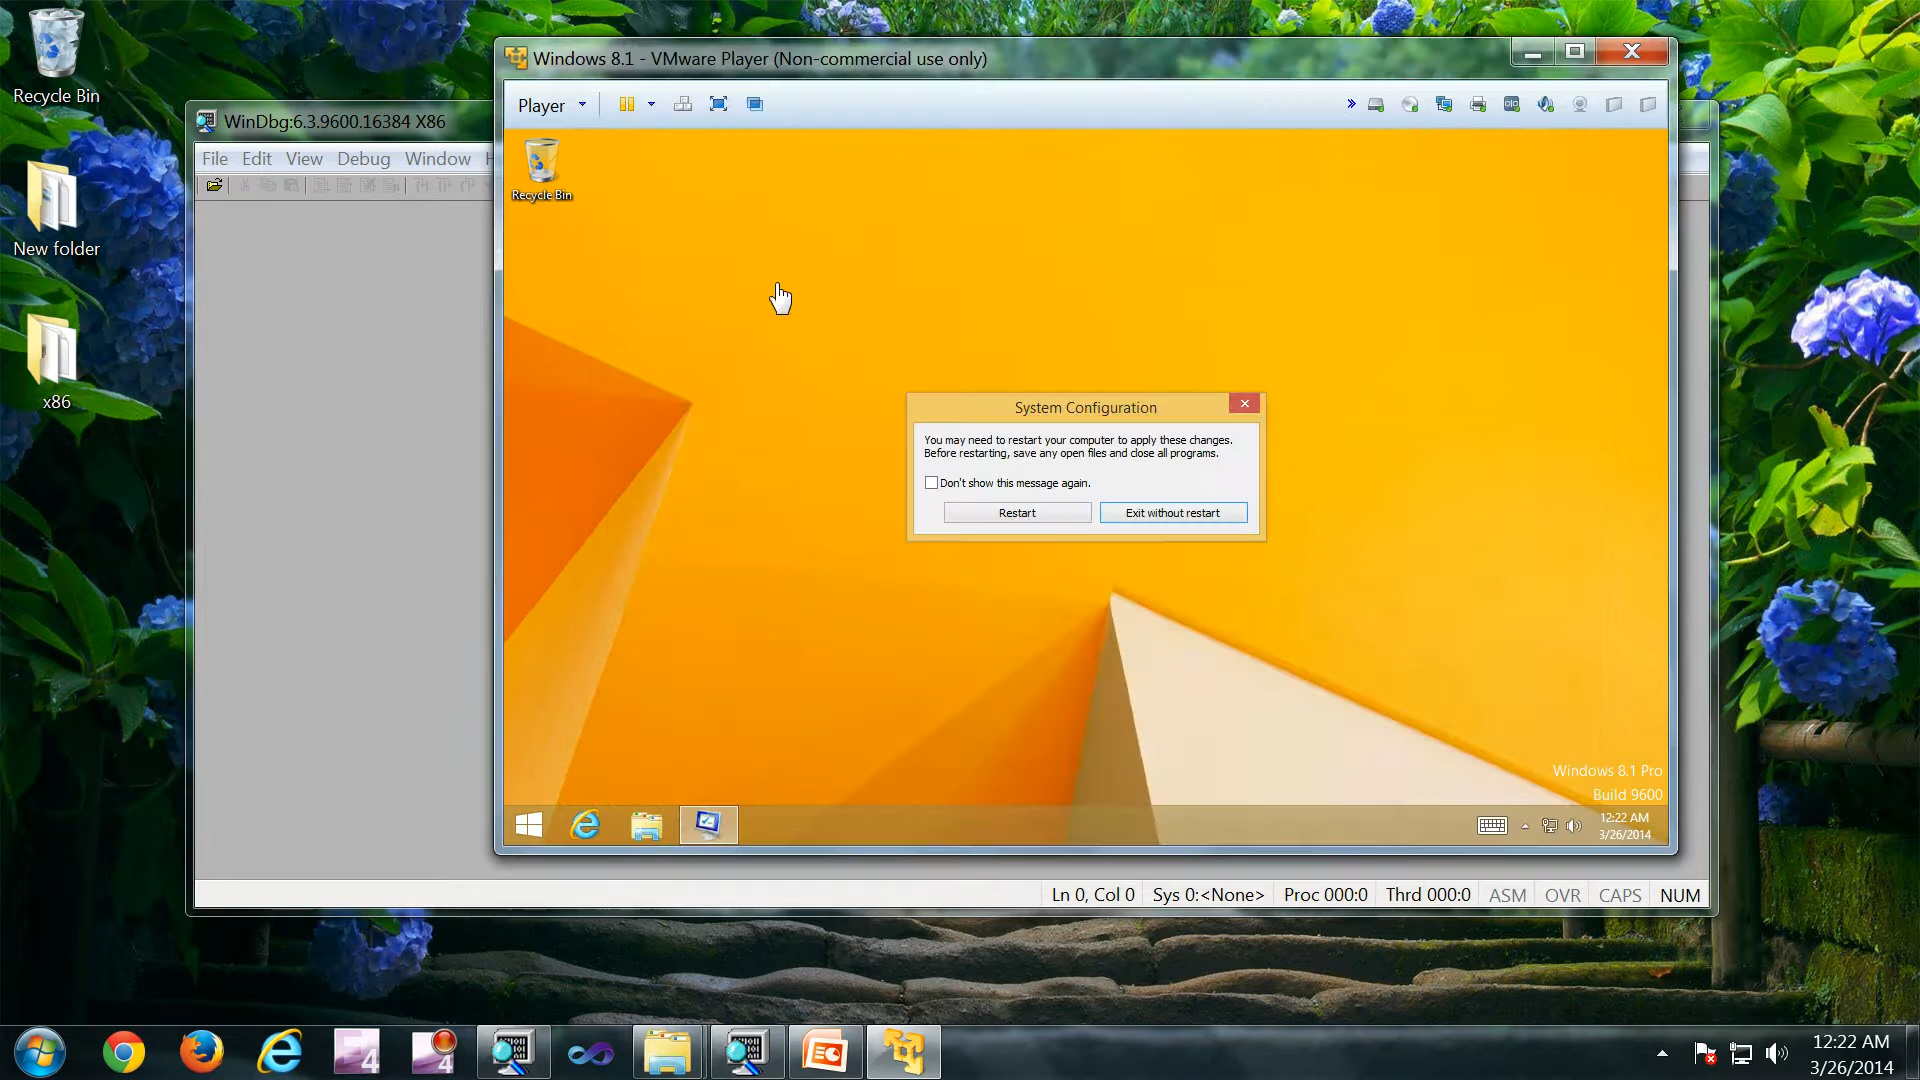 Recycle Bin
New folder
x86
WinDbg:6.3.9600.16384 X86
File Edit View Debug Window
Windows 8.1 - VMware Player (Non-commercial use only)
Player
Recycle Bin
System Configuration
You may need to restart your computer to apply these changes.
Before restarting, save any open files and close all programs.
Don't show this message again.
Restart
Exit without restart
Windows 8.1 Pro
Build 9600
12:22 AM
3/26/2014
Ln 0, Col 0 Sys 0:<None> Proc 000:0 Thrd 000:0 ASM OVR CAPS NUM
4
4
12:22 AM
3/26/2014